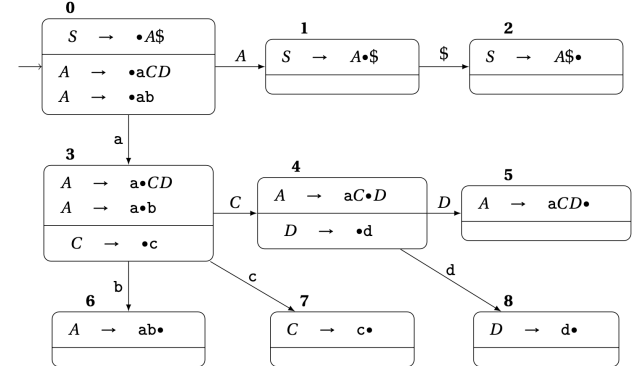 0
S → •A$
A → •aCD
A → •ab
A
1
S → A•$
$
2
S → A$•
a
3
A → a•CD
A → a•b
C → •c
C
4
A → aC•D
D → •d
D
5
A → aCD•
b
c
d
6
A → ab•
7
C → c•
8
D → d•